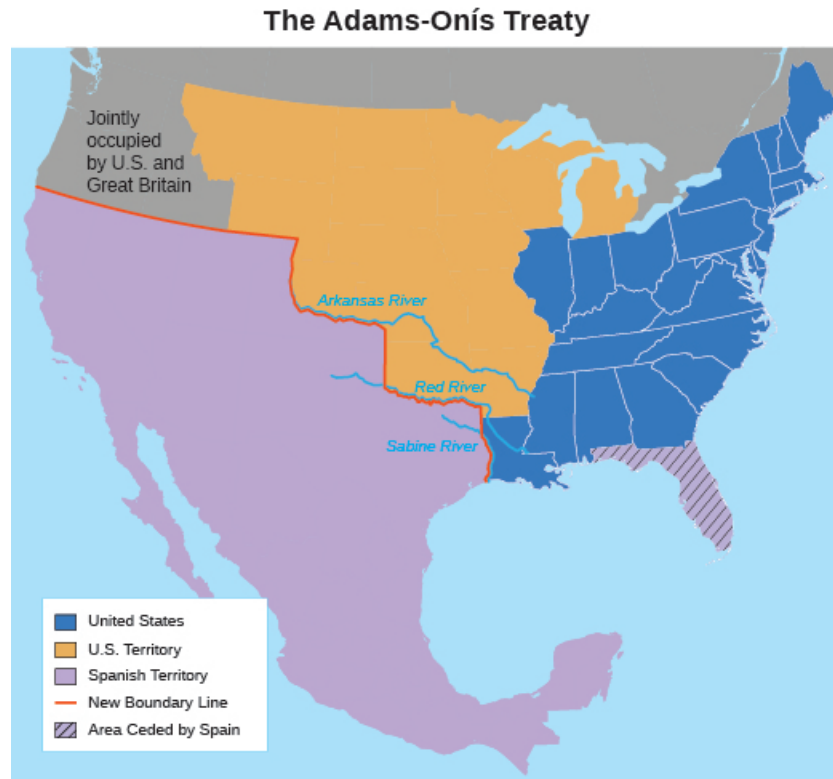 The Adams-Onís Treaty
Jointly
occupied
by U.S. and
Great Britain
Arkansas River
Red River
Sabine River
United States
U.S. Territory
Spanish Territory
New Boundary Line
Area Ceded by Spain